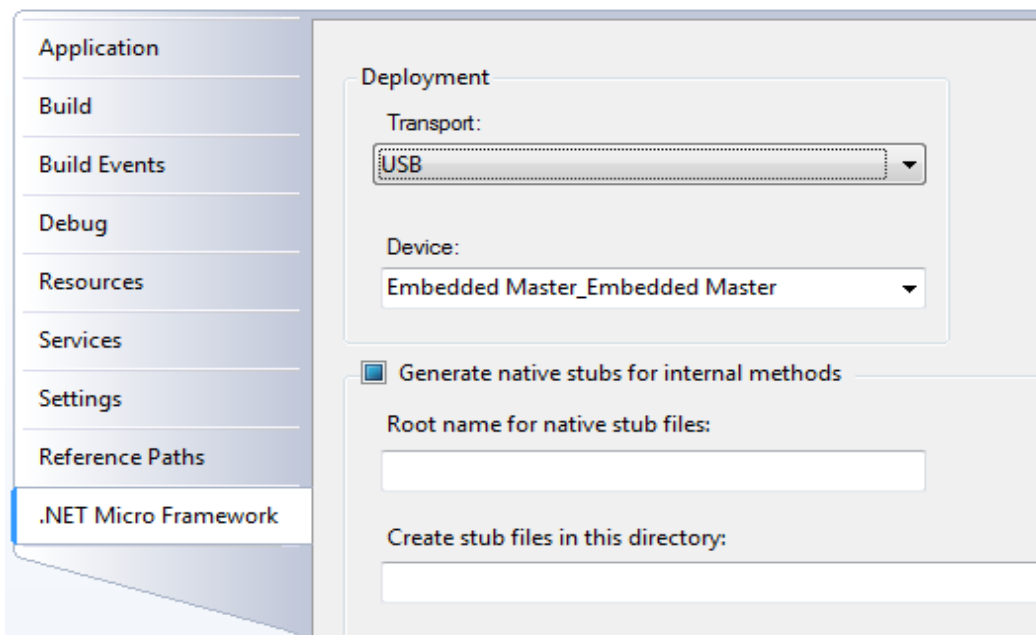 Application
Build
Build Events
Debug
Resources
Services
Settings
Reference Paths
.NET Micro Framework
Deployment
Transport:
USB
Device:
Embedded Master_Embedded Master
Generate native stubs for internal methods
Root name for native stub files:
Create stub files in this directory: